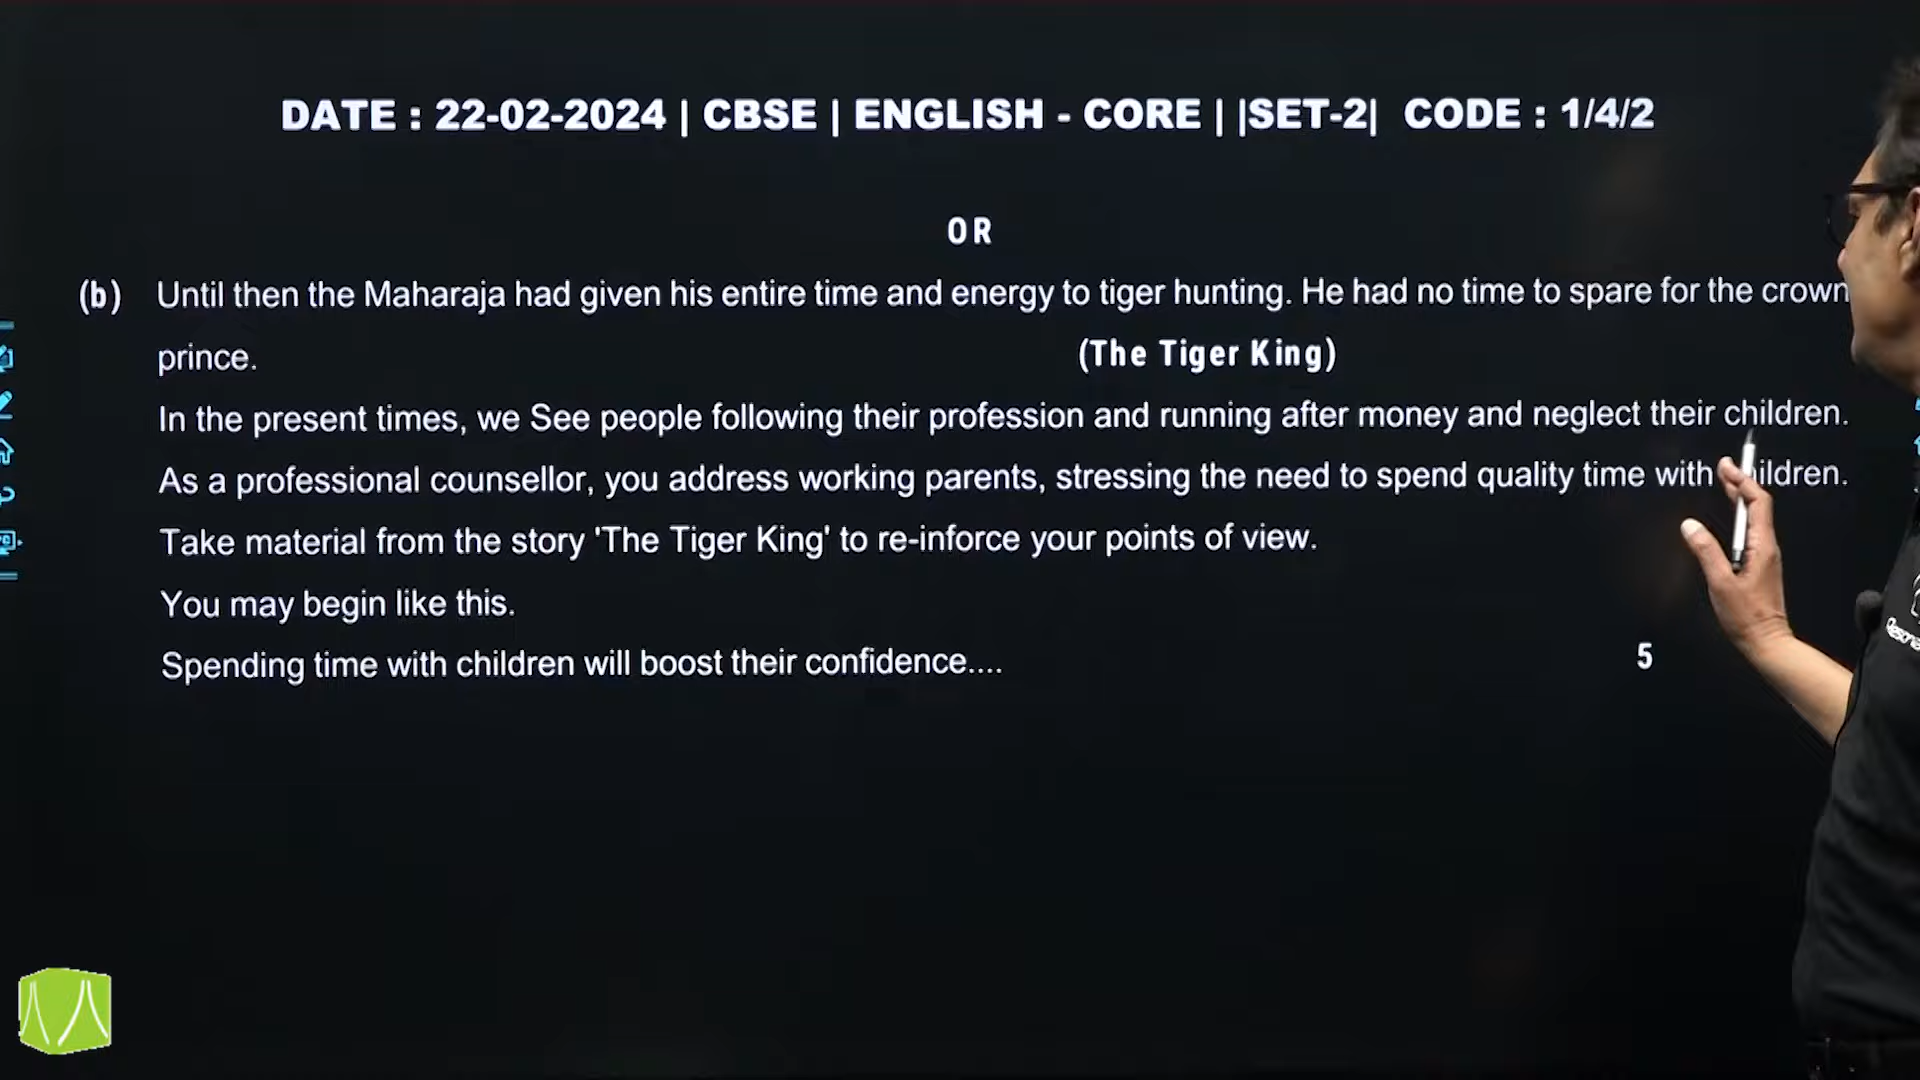 DATE : 22-02-2024 | CBSE | ENGLISH - CORE | |SET-2| CODE : 1/4/2
OR
(b) Until then the Maharaja had given his entire time and energy to tiger hunting. He had no time to spare for the crown
prince. (The Tiger King)
In the present times, we See people following their profession and running after money and neglect their children.
As a professional counsellor, you address working parents, stressing the need to spend quality time with children.
Take material from the story 'The Tiger King' to re-inforce your points of view.
You may begin like this.
Spending time with children will boost their confidence.... 5